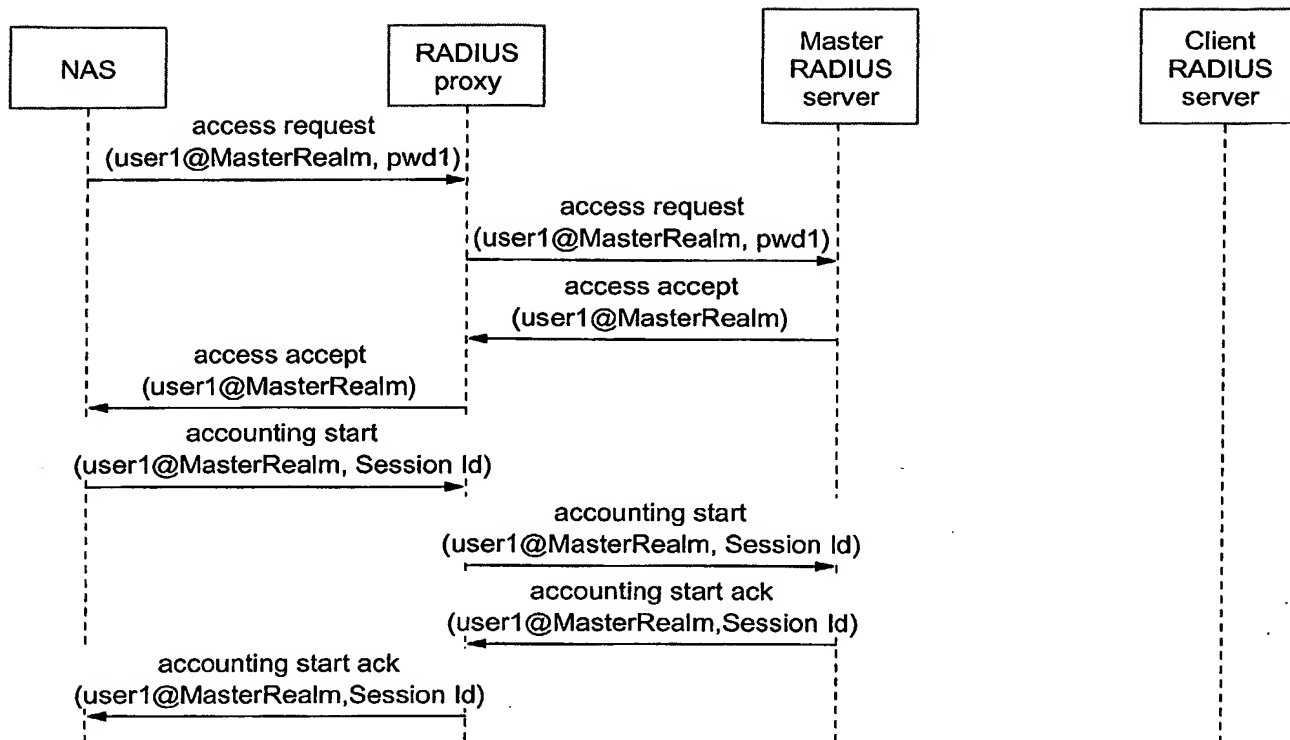 NAS
RADIUS
proxy
Master
RADIUS
server
Client
RADIUS
server
access request
(user1@MasterRealm, pwd1)
access request
(user1@MasterRealm, pwd1)
access accept
(user1@MasterRealm)
access accept
(user1@MasterRealm)
accounting start
(user1@MasterRealm, Session Id)
accounting start
(user1@MasterRealm, Session Id)
accounting start ack
(user1@MasterRealm,Session Id)
accounting start ack
(user1@MasterRealm,Session Id)